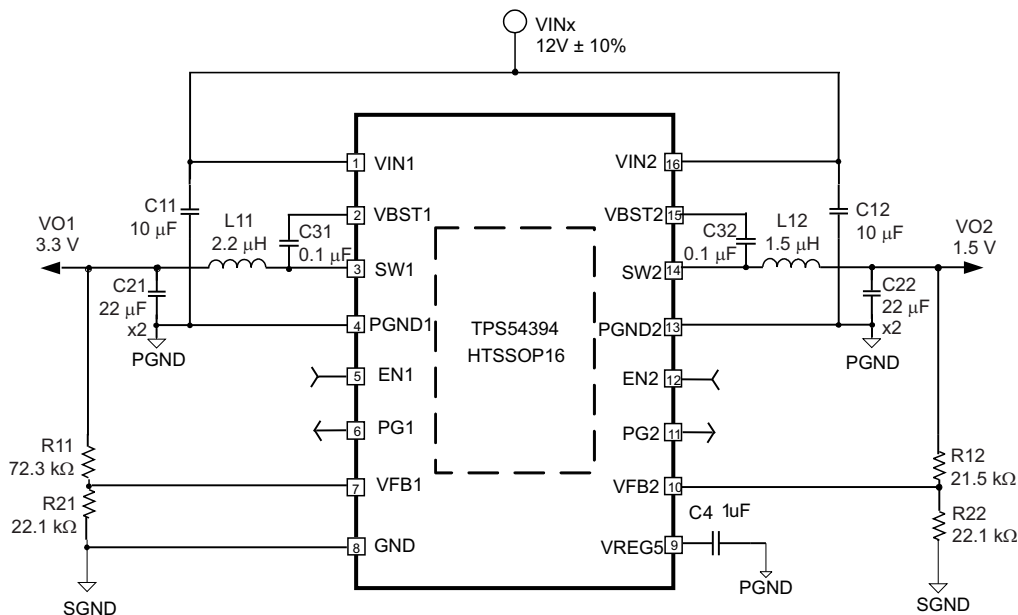 VINx
12V ± 10%
1
VIN1
VIN2
16
C11
10 μF
2
VBST1
VBST2
15
C12
10 μF
VO1
3.3 V
L11
2.2 μH
C31
0.1 μF
C32
0.1 μF
L12
1.5 μH
VO2
1.5 V
3
SW1
SW2
14
C21
22 μF
x2
C22
22 μF
x2
4
PGND1
PGND2
13
PGND
PGND
TPS54394
HTSSOP16
5
EN1
EN2
12
6
PG1
PG2
11
R11
72.3 kΩ
R12
21.5 kΩ
7
VFB1
VFB2
10
R21
22.1 kΩ
C4
1uF
R22
22.1 kΩ
8
GND
VREG5
9
PGND
SGND
SGND